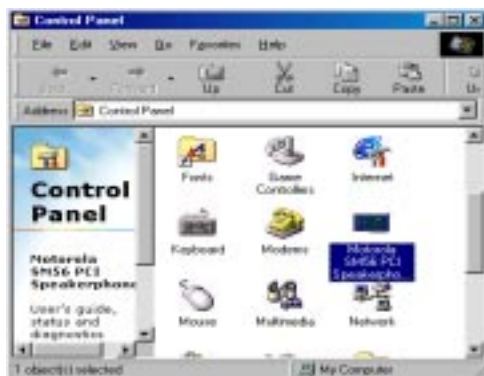 Control Panel
File Edit View Go Favorites Help
Back Forward Up Cut Copy Paste
Address Control Panel
Control
Panel
Motorola
SM56 PCI
Speakerphone
User's guide,
status and
diagnostics
Fonts
Game
Controllers
Internet
Keyboard
Modems
Motorola
SM56 PCI
Speakerpho...
Mouse
Multimedia
Network
1 object(s) selected
My Computer